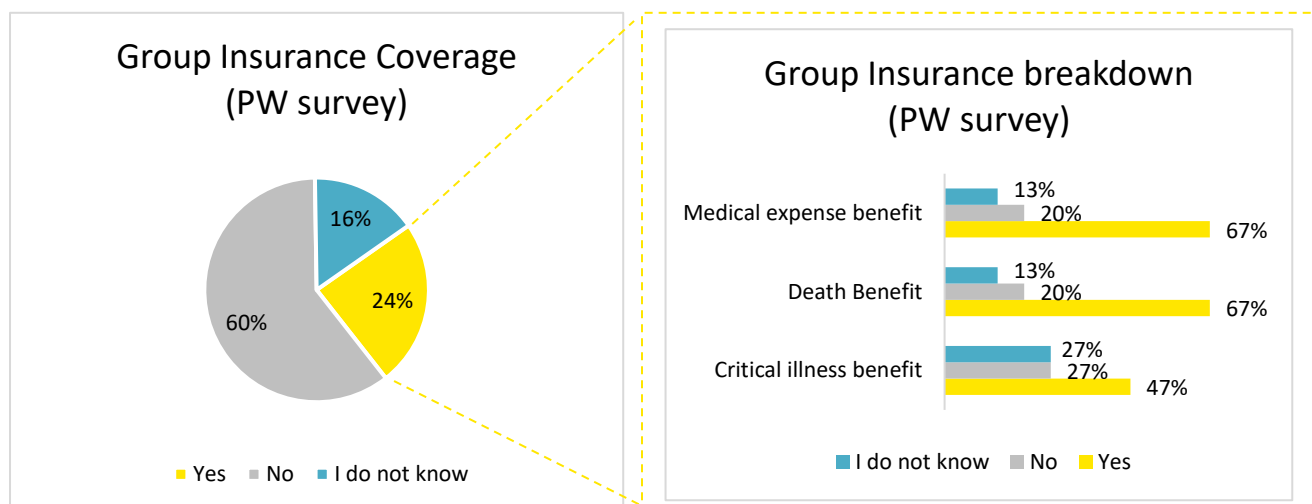 Group Insurance Coverage
(PW survey)
16%
24%
60%
Yes No I do not know
Group Insurance breakdown
(PW survey)
Medical expense benefit
13%
20%
67%
Death Benefit
13%
20%
67%
Critical illness benefit
27%
27%
47%
I do not know No Yes